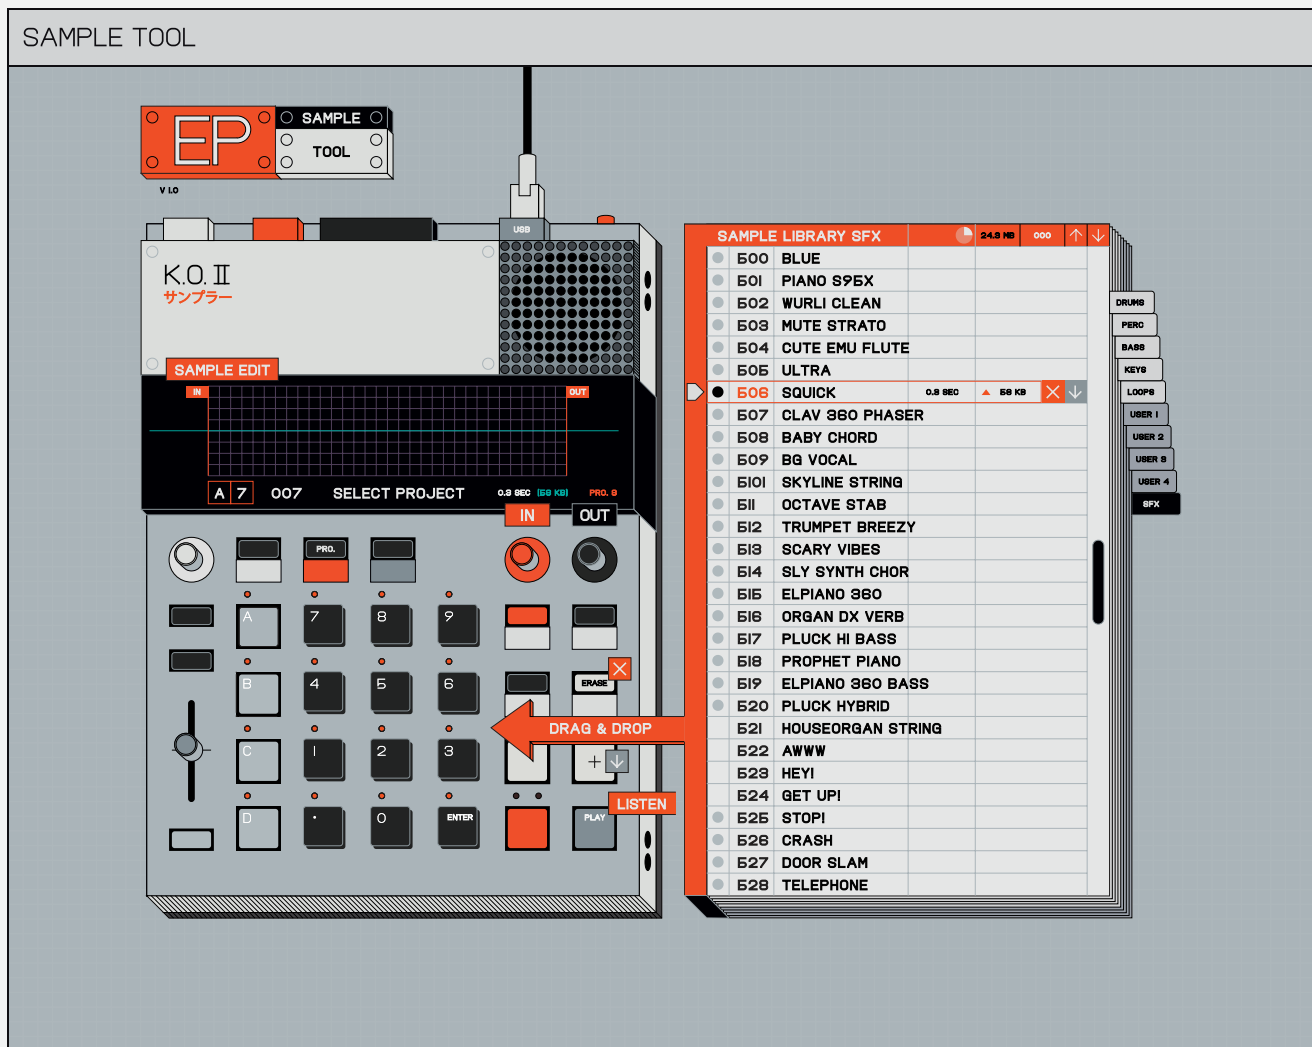 SAMPLE TOOL
EP
SAMPLE
TOOL
V 1.0
USB
K.O. II
サンプラー
SAMPLE EDIT
IN
OUT
A 7 007 SELECT PROJECT 0.3 SEC (58 KB) PRO. 9
IN
OUT
PRO.
A 7 8 9
B 4 5 6
ERASE
C 1 2 3
+
D . 0 ENTER
PLAY
DRAG & DROP
LISTEN
SAMPLE LIBRARY SFX 24.3 MB 000
500 BLUE
501 PIANO S95X
502 WURLI CLEAN
503 MUTE STRATO
504 CUTE EMU FLUTE
505 ULTRA
506 SQUICK 0.3 SEC 58 KB
507 CLAV 360 PHASER
508 BABY CHORD
509 BG VOCAL
5101 SKYLINE STRING
511 OCTAVE STAB
512 TRUMPET BREEZY
513 SCARY VIBES
514 SLY SYNTH CHOR
515 ELPIANO 360
516 ORGAN DX VERB
517 PLUCK HI BASS
518 PROPHET PIANO
519 ELPIANO 360 BASS
520 PLUCK HYBRID
521 HOUSEORGAN STRING
522 AWWW
523 HEY!
524 GET UP!
525 STOP!
526 CRASH
527 DOOR SLAM
528 TELEPHONE
DRUMS
PERC
BASS
KEYS
LOOPS
USER 1
USER 2
USER 3
USER 4
SFX